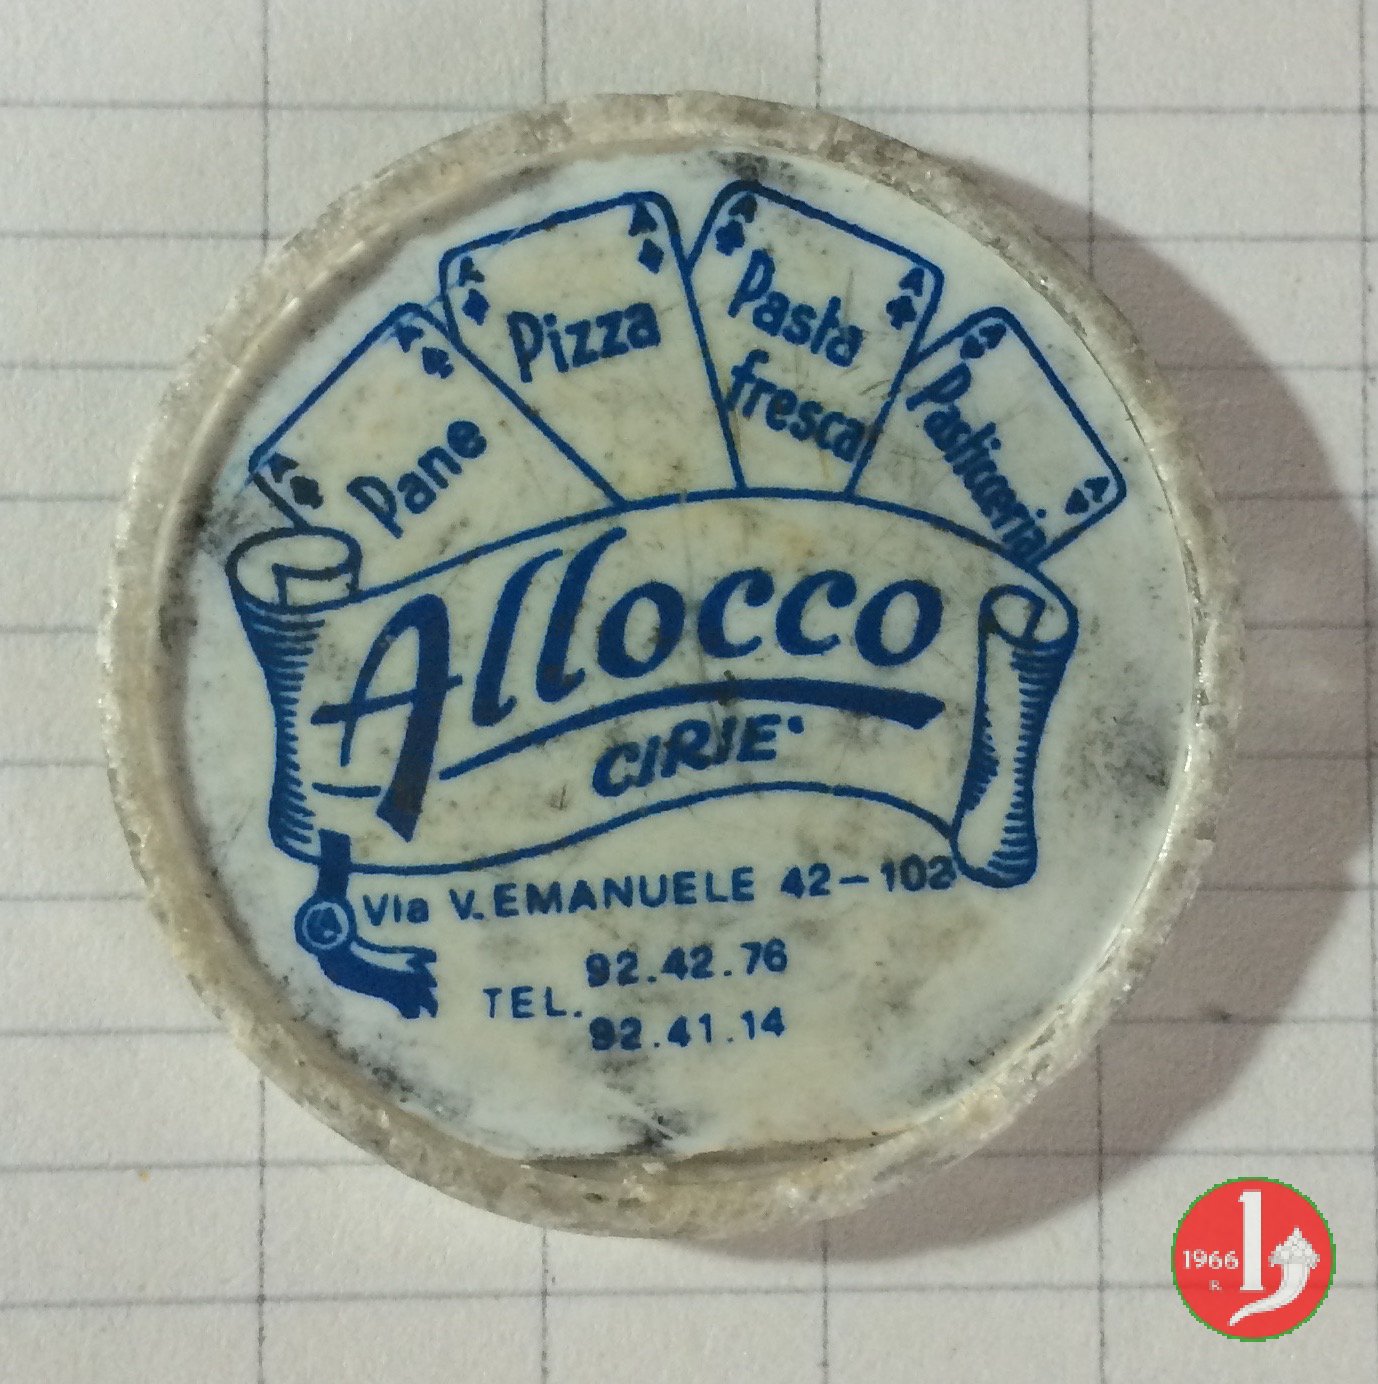 A A
Pane
A A
Pizza
A A
Pasta
fresca
A A
Pasticceria
Allocco
CIRIE'
Via V. EMANUELE 42-102
TEL. 92.42.76
92.41.14
1966 1
R